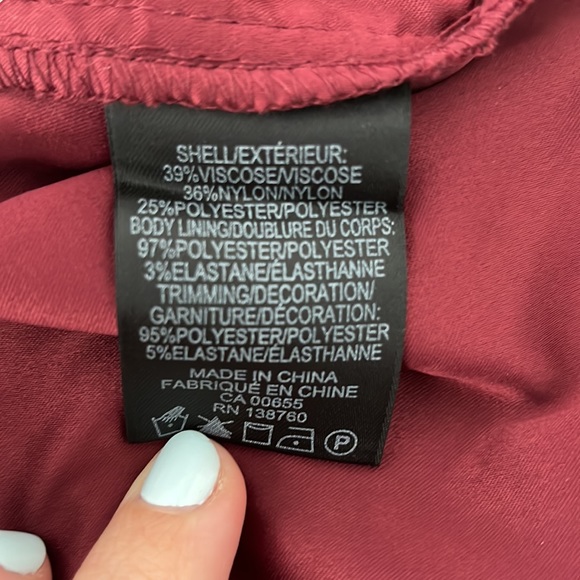 SHELL/EXTÉRIEUR:
39%VISCOSE/VISCOSE
36%NYLON/NYLON
25%POLYESTER/POLYESTER
BODY LINING/DOUBLURE DU CORPS:
97%POLYESTER/POLYESTER
3%ELASTANE/ÉLASTHANNE
TRIMMING/DECORATION/
GARNITURE/DÉCORATION:
95%POLYESTER/POLYESTER
5%ELASTANE/ÉLASTHANNE
MADE IN CHINA
FABRIQUÉ EN CHINE
CA 00655
RN 138760
P